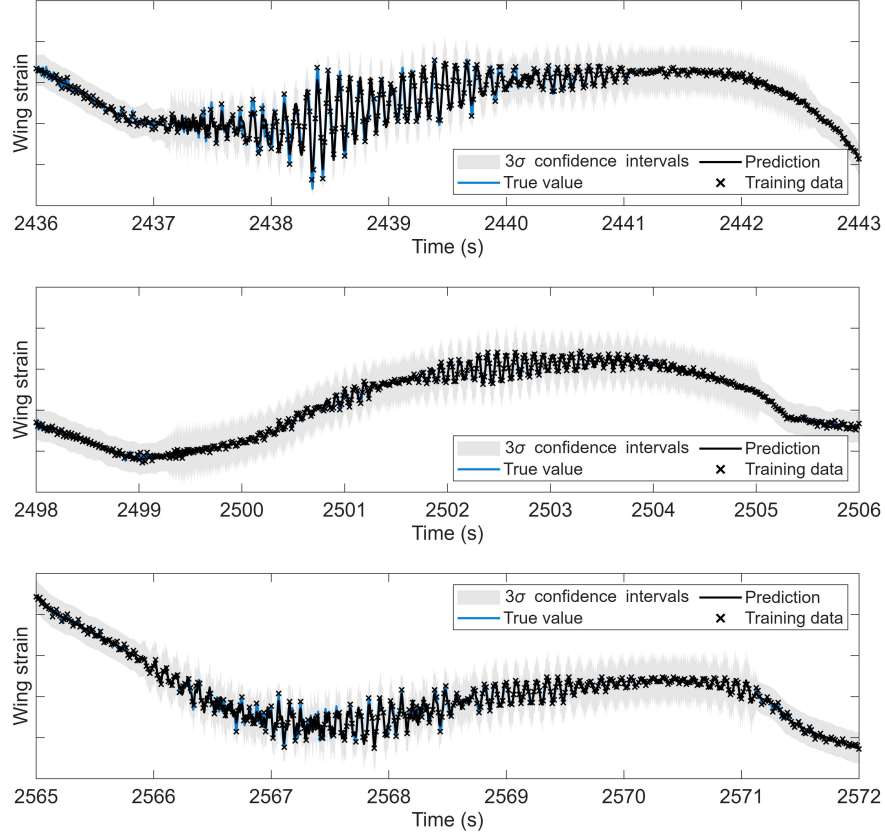 Wing strain
3σ confidence intervals Prediction
True value Training data
2436 2437 2438 2439 2440 2441 2442 2443
Time (s)
Wing strain
3σ confidence intervals Prediction
True value Training data
2498 2499 2500 2501 2502 2503 2504 2505 2506
Time (s)
Wing strain
3σ confidence intervals Prediction
True value Training data
2565 2566 2567 2568 2569 2570 2571 2572
Time (s)